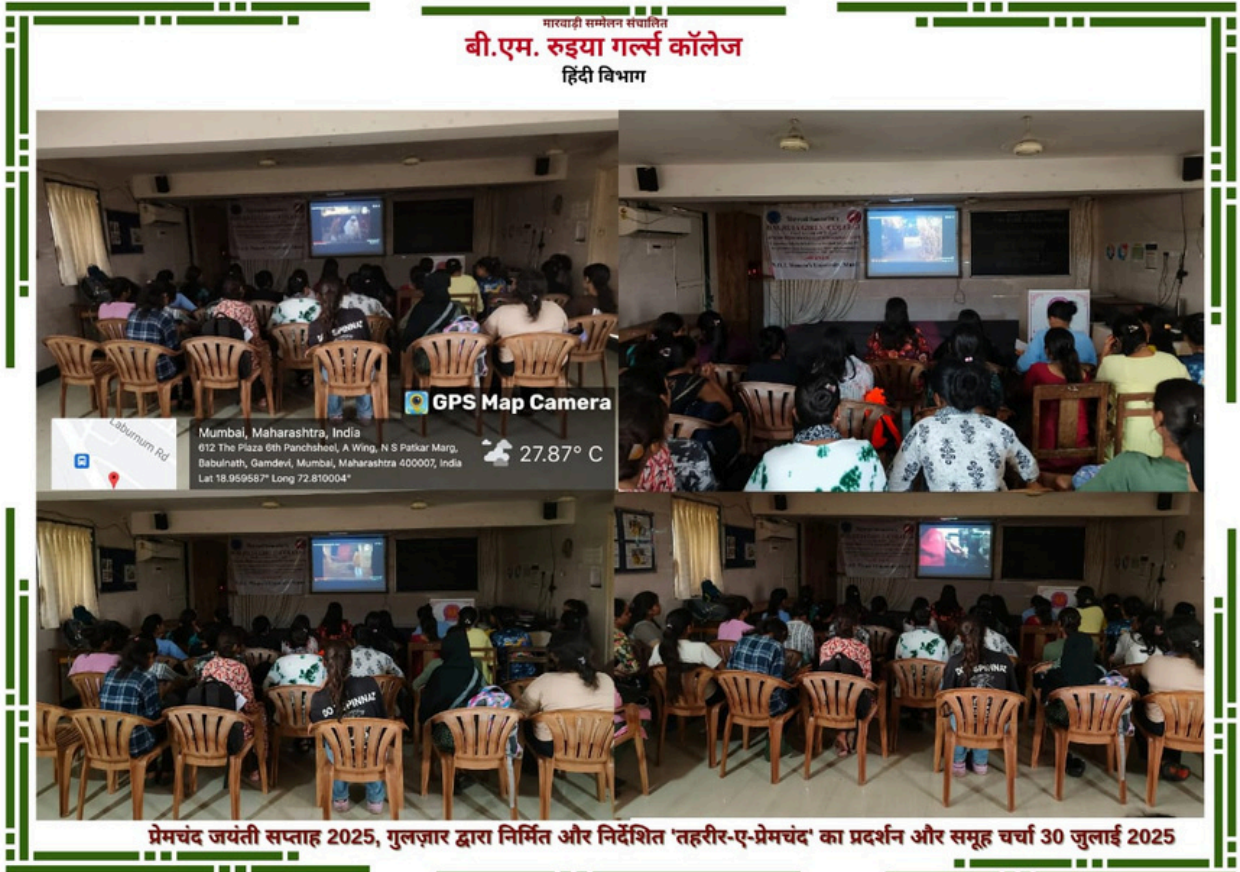 मारवाड़ी सम्मेलन संचालित
बी.एम. रुइया गर्ल्स कॉलेज
हिंदी विभाग
GPS Map Camera
Laburnum Rd
Mumbai, Maharashtra, India
612 The Plaza 6th Panchsheel, A Wing, N S Patkar Marg,
Babulnath, Gamdevi, Mumbai, Maharashtra 400007, India
Lat 18.959587° Long 72.810004°
27.87° C
प्रेमचंद जयंती सप्ताह 2025, गुलज़ार द्वारा निर्मित और निर्देशित 'तहरीर-ए-प्रेमचंद' का प्रदर्शन और समूह चर्चा 30 जुलाई 2025